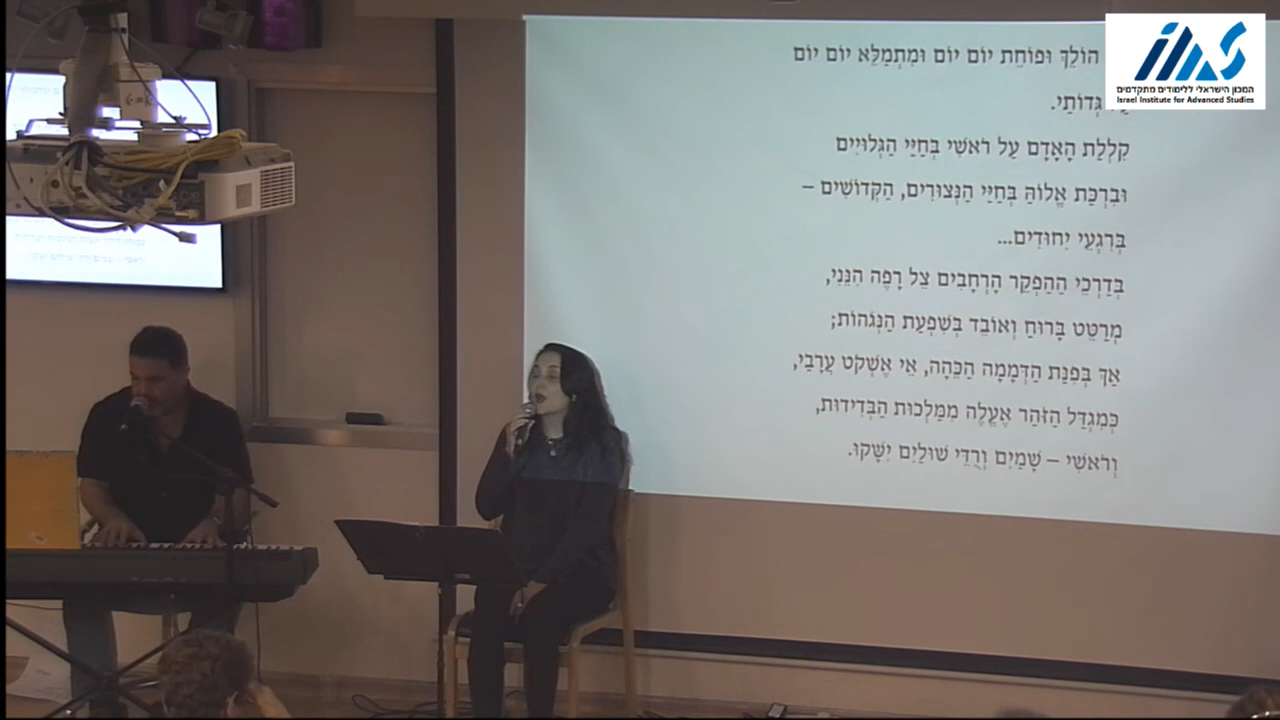 הוֹלֵךְ וּפוֹחֵת יוֹם יוֹם וּמִתְמַלֵּא יוֹם יוֹם
גְּדוֹתַי.
קִלְלַת הָאָדָם עַל רֹאשִׁי בְּחַיַּי הַגְּלוּיִים
וּבִרְכַּת אֱלוֹהַּ בְּחַיַּי הַנְּצוּרִים, הַקְּדוֹשִׁים –
בְּרִגְעֵי יִחוּדִים...
בְּדַרְכֵי הַהֶפְקֵר הָרְחָבִים צֵל רָפֶה הִנֵּנִי,
מְרַטֵּט בָּרוּחַ וְאוֹבֵד בְּשִׁפְעַת הַנְּגֹהוֹת;
אַךְ בְּפִנַּת הַדְּמָמָה הַכֵּהָה, אֵי אֶשְׁקֹט עֲרָבַי,
כְּמִגְדַּל הַזֹּהַר אֶעֱלֶה מִמַּלְכוּת הַבְּדִידוּת,
וְרֹאשִׁי – שָׁמַיִם וְרֻדֵּי שׁוּלַיִם יִשָּׁקוּ.
המכון הישראלי ללימודים מתקדמים
Israel Institute for Advanced Studies